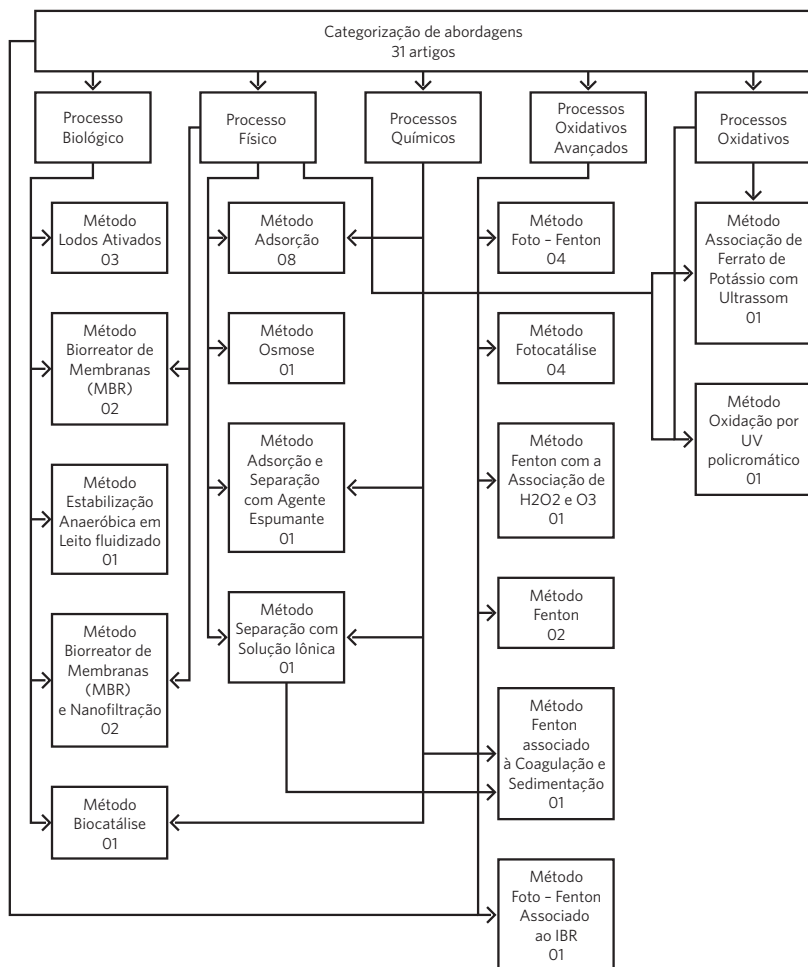 Categorização de abordagens
31 artigos
Processo
Biológico
Processo
Físico
Processos
Químicos
Processos
Oxidativos
Avançados
Processos
Oxidativos
Método
Lodos Ativados
03
Método
Biorreator de
Membranas
(MBR)
02
Método
Estabilização
Anaeróbica em
Leito fluidizado
01
Método
Biorreator de
Membranas
(MBR)
e Nanofiltração
02
Método
Biocatálise
01
Método
Adsorção
08
Método
Osmose
01
Método
Adsorção e
Separação
com Agente
Espumante
01
Método
Separação com
Solução Iônica
01
Método
Foto – Fenton
04
Método
Fotocatálise
04
Método
Fenton com a
Associação de
H2O2 e O3
01
Método
Fenton
02
Método
Fenton
associado
à Coagulação e
Sedimentação
01
Método
Foto – Fenton
Associado
ao IBR
01
Método
Associação de
Ferrato de
Potássio com
Ultrassom
01
Método
Oxidação por
UV
policromático
01